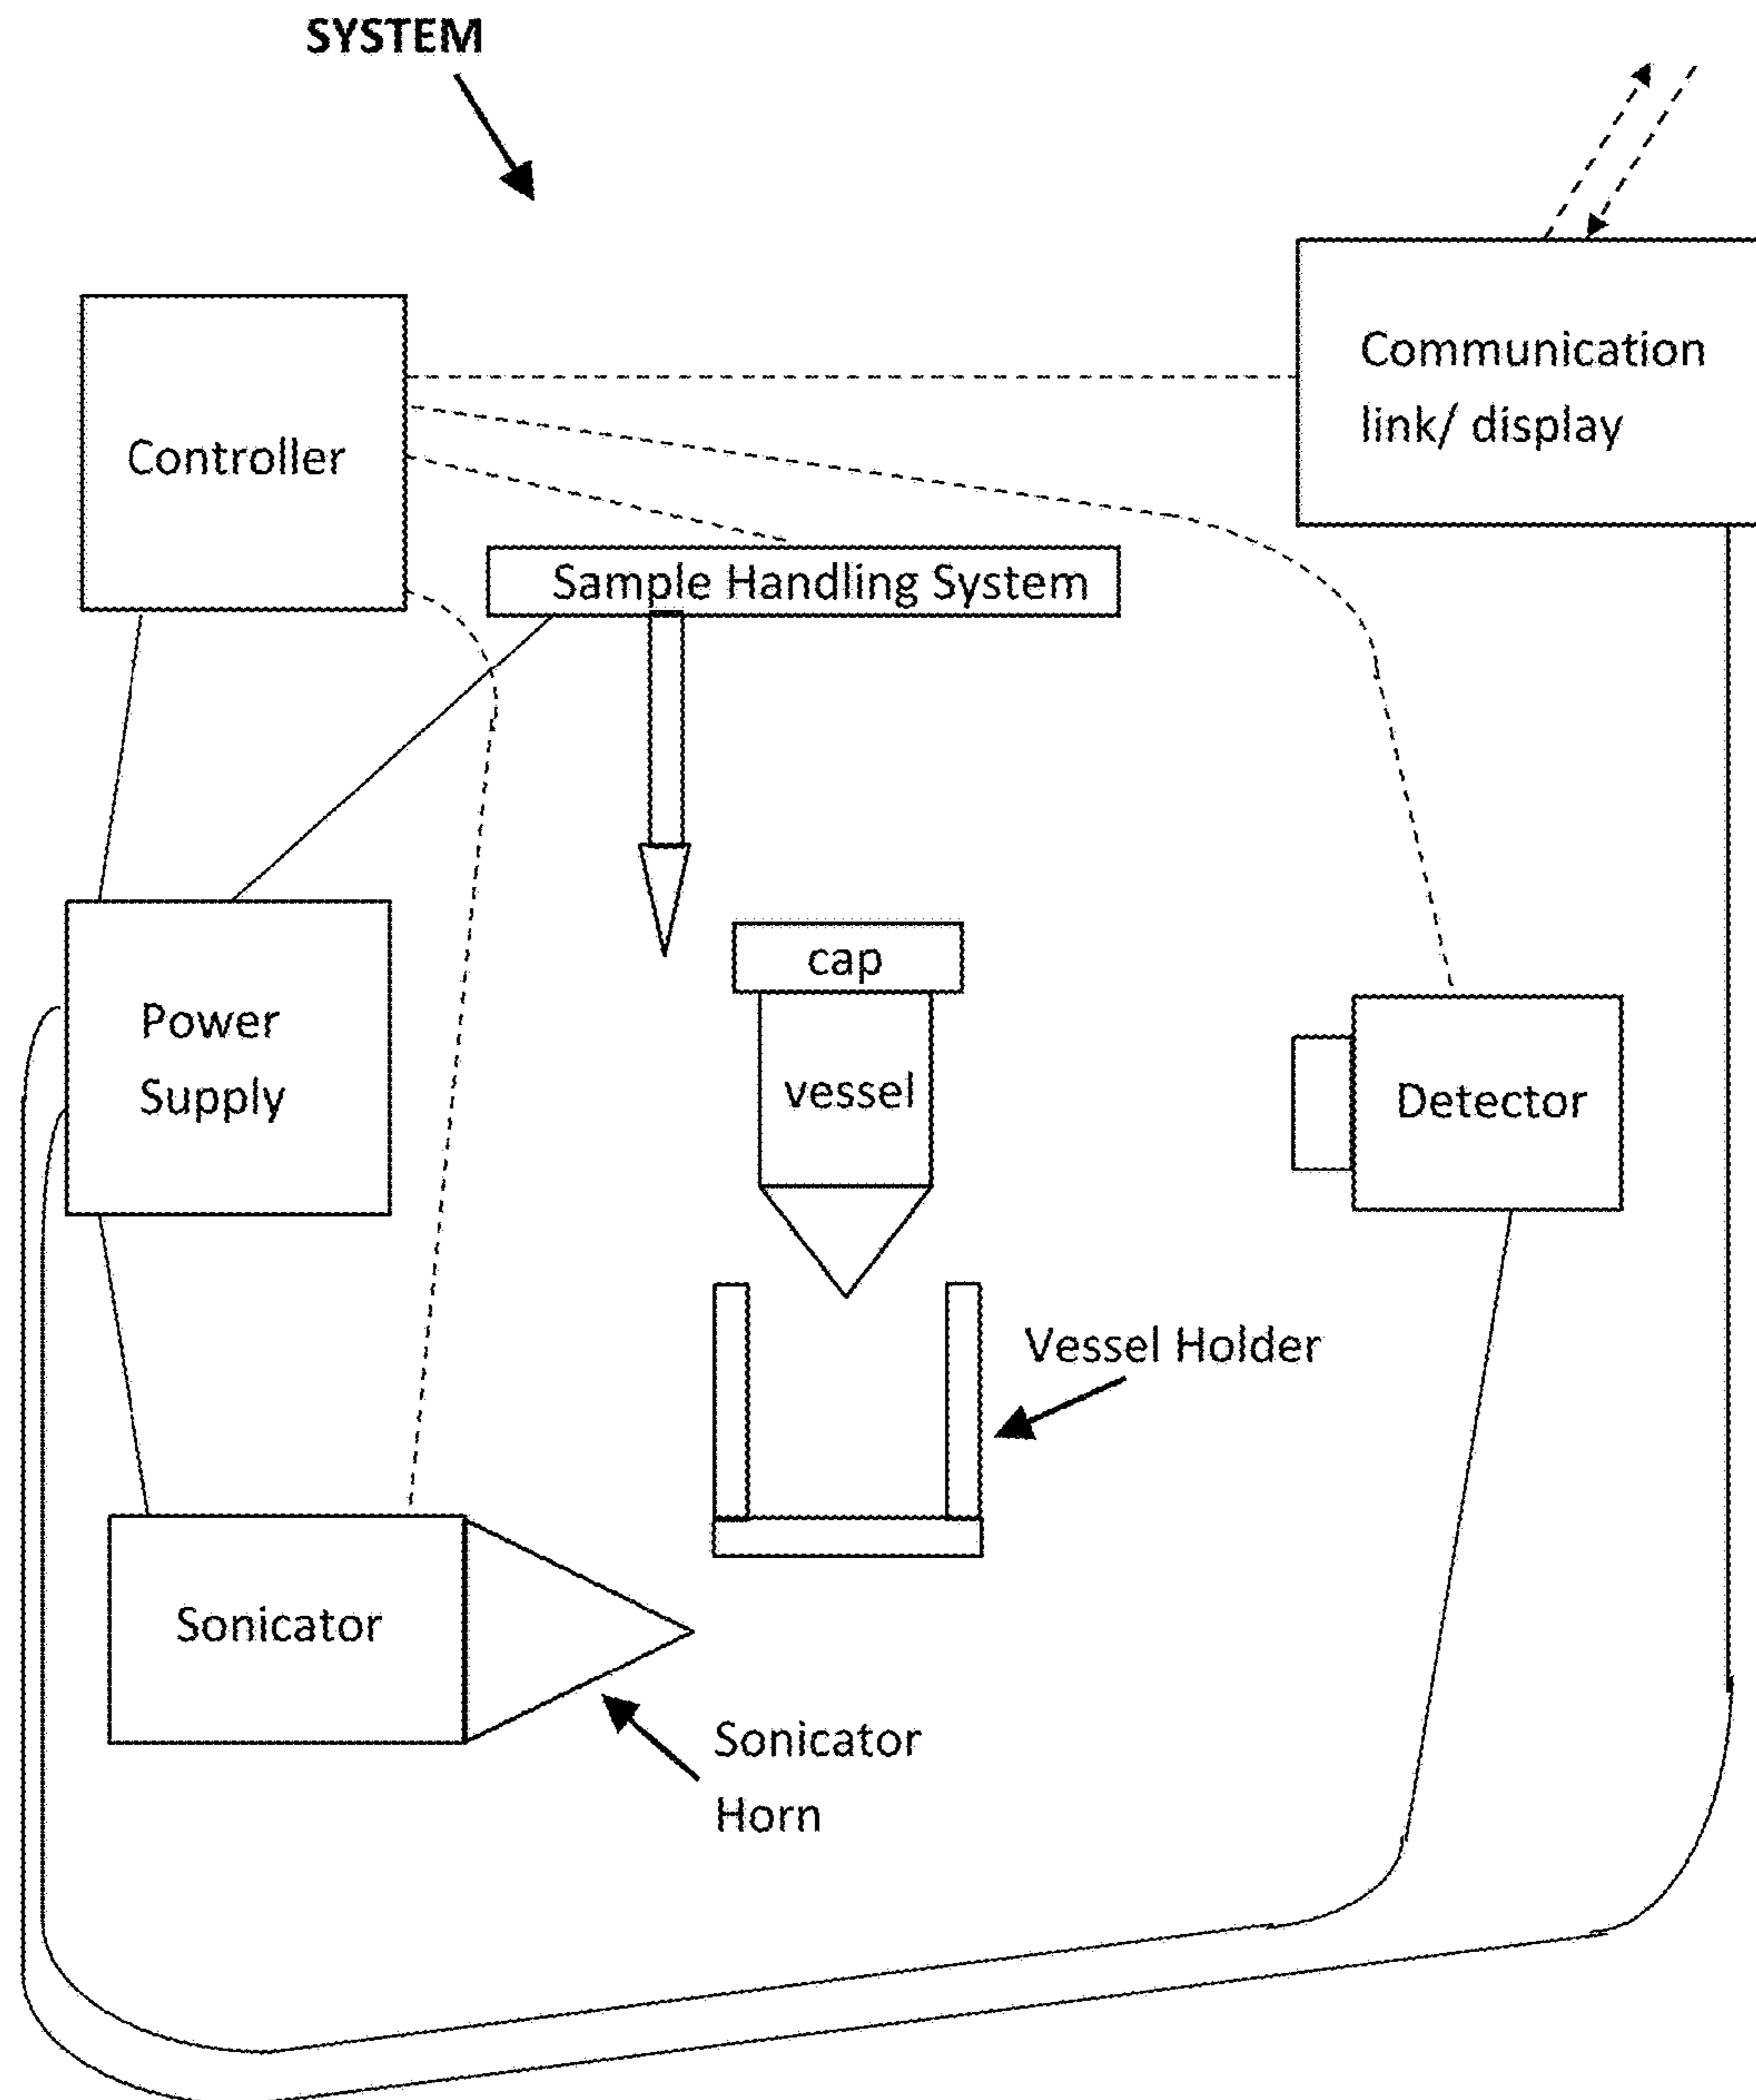 SYSTEM
Communication
link/ display
Controller
Sample Handling System
cap
Power
Supply
vessel
Detector
Vessel Holder
Sonicator
Sonicator
Horn